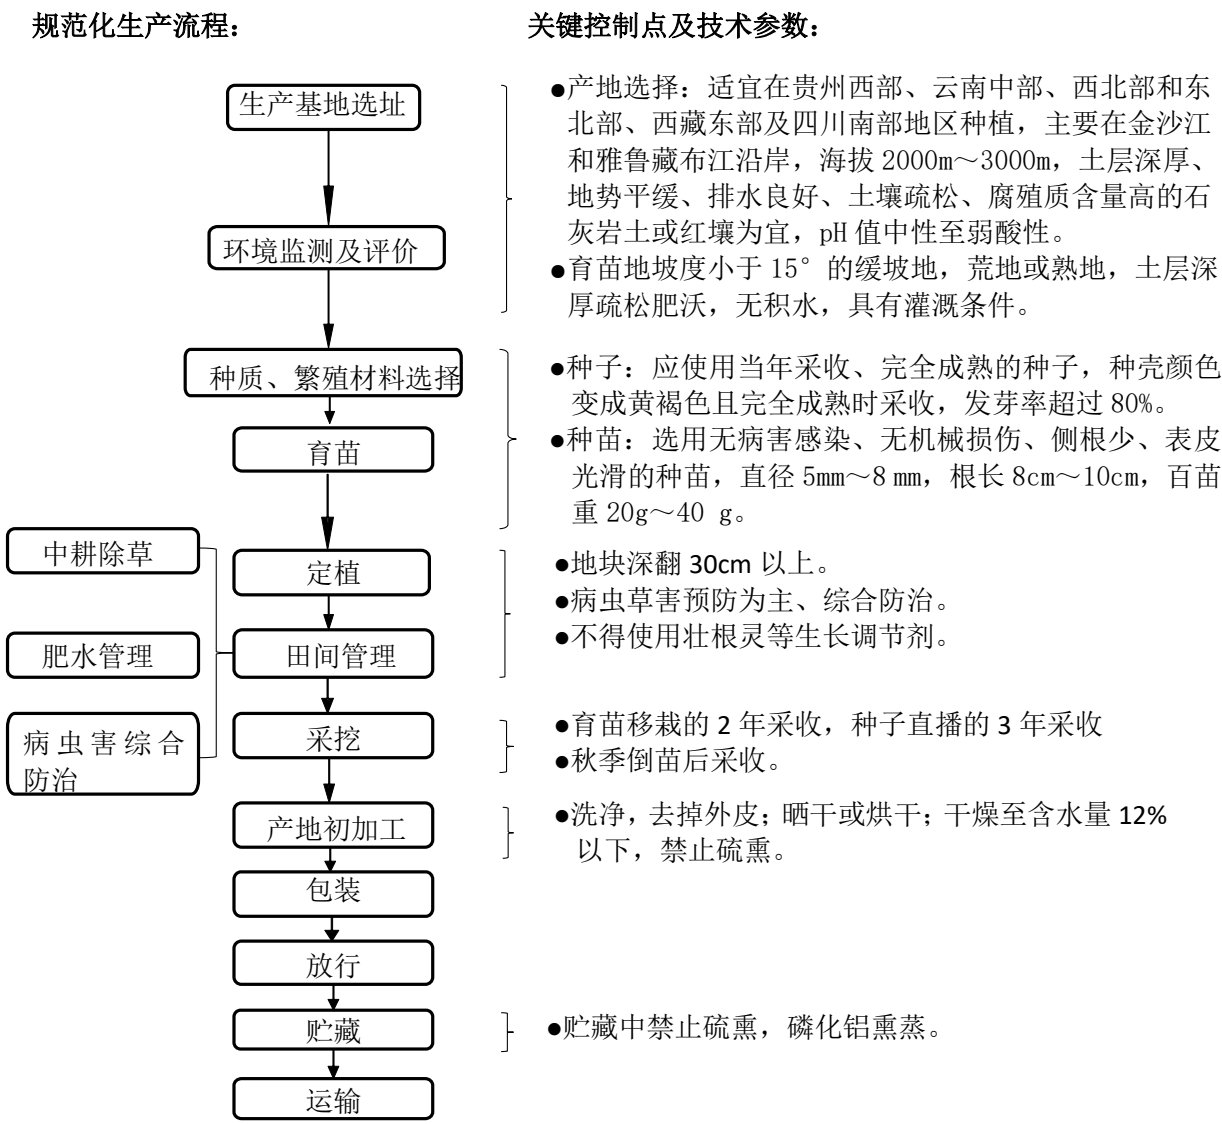 规范化生产流程：
关键控制点及技术参数：
生产基地选址
环境监测及评价
●产地选择：适宜在贵州西部、云南中部、西北部和东
北部、西藏东部及四川南部地区种植，主要在金沙江
和雅鲁藏布江沿岸，海拔 2000m～3000m，土层深厚、
地势平缓、排水良好、土壤疏松、腐殖质含量高的石
灰岩土或红壤为宜，pH 值中性至弱酸性。
●育苗地坡度小于 15°的缓坡地，荒地或熟地，土层深
厚疏松肥沃，无积水，具有灌溉条件。
种质、繁殖材料选择
育苗
●种子：应使用当年采收、完全成熟的种子，种壳颜色
变成黄褐色且完全成熟时采收，发芽率超过 80%。
●种苗：选用无病害感染、无机械损伤、侧根少、表皮
光滑的种苗，直径 5mm～8 mm，根长 8cm～10cm，百苗
重 20g～40 g。
中耕除草
肥水管理
病虫害综合
防治
定植
田间管理
●地块深翻 30cm 以上。
●病虫草害预防为主、综合防治。
●不得使用壮根灵等生长调节剂。
采挖
●育苗移栽的 2 年采收，种子直播的 3 年采收
●秋季倒苗后采收。
产地初加工
●洗净，去掉外皮；晒干或烘干；干燥至含水量 12%
以下，禁止硫熏。
包装
放行
贮藏
●贮藏中禁止硫熏，磷化铝熏蒸。
运输